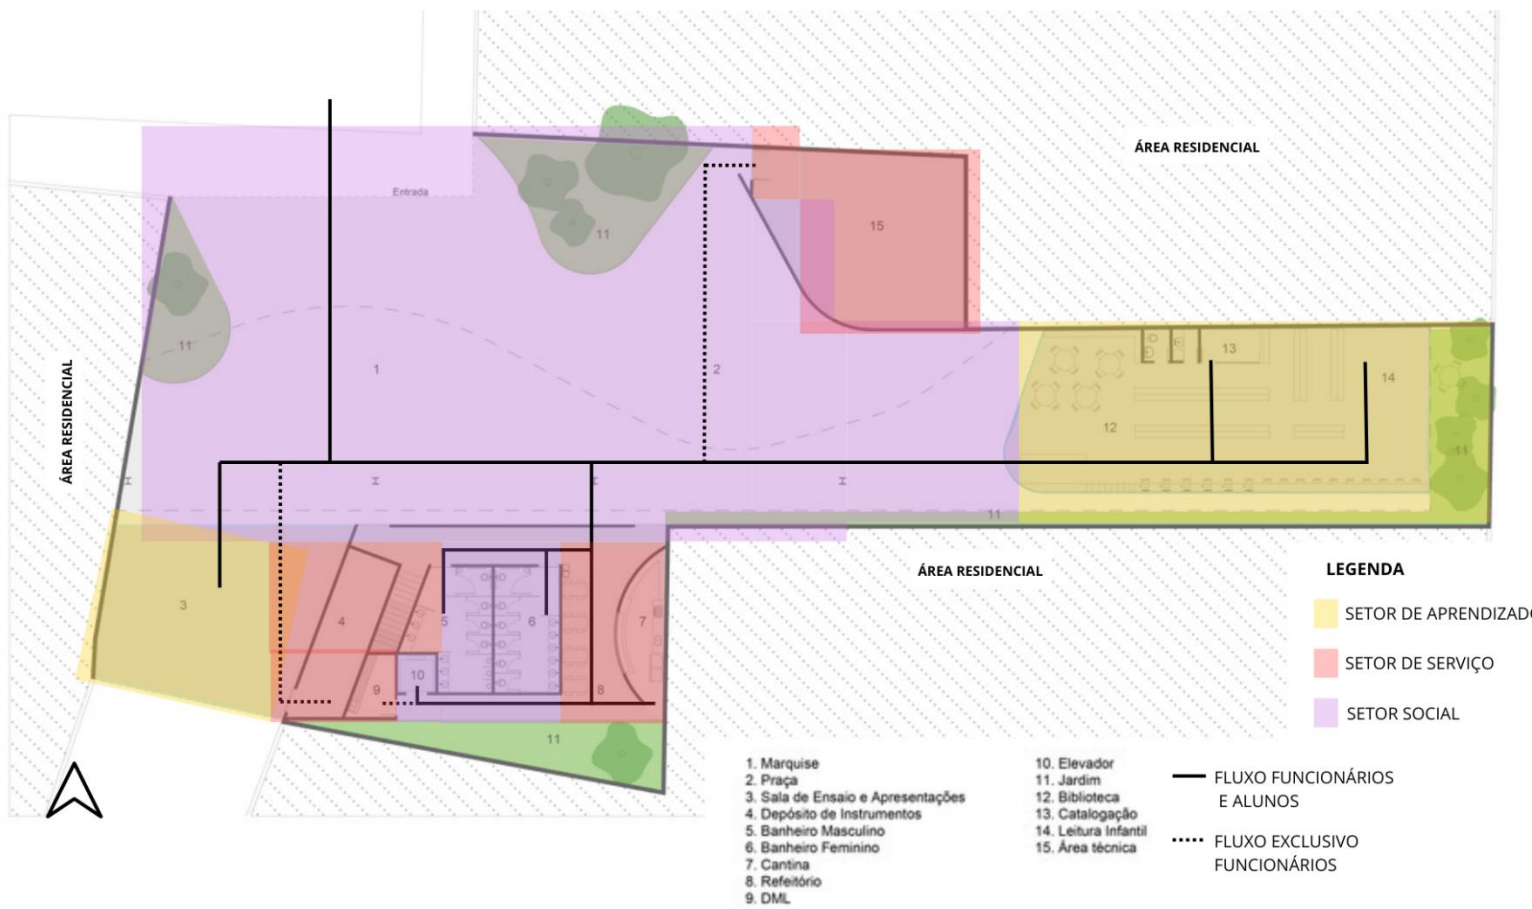 ÁREA RESIDENCIAL
Entrada
11
15
11
ÁREA RESIDENCIAL
1
2
13
14
12
11
11
3
4
5
6
7
10
9
8
11
ÁREA RESIDENCIAL
LEGENDA
SETOR DE APRENDIZADO
SETOR DE SERVIÇO
SETOR SOCIAL
1. Marquise
2. Praça
3. Sala de Ensaio e Apresentações
4. Depósito de Instrumentos
5. Banheiro Masculino
6. Banheiro Feminino
7. Cantina
8. Refeitório
9. DML
10. Elevador
11. Jardim
12. Biblioteca
13. Catalogação
14. Leitura Infantil
15. Área técnica
FLUXO FUNCIONÁRIOS
E ALUNOS
FLUXO EXCLUSIVO
FUNCIONÁRIOS